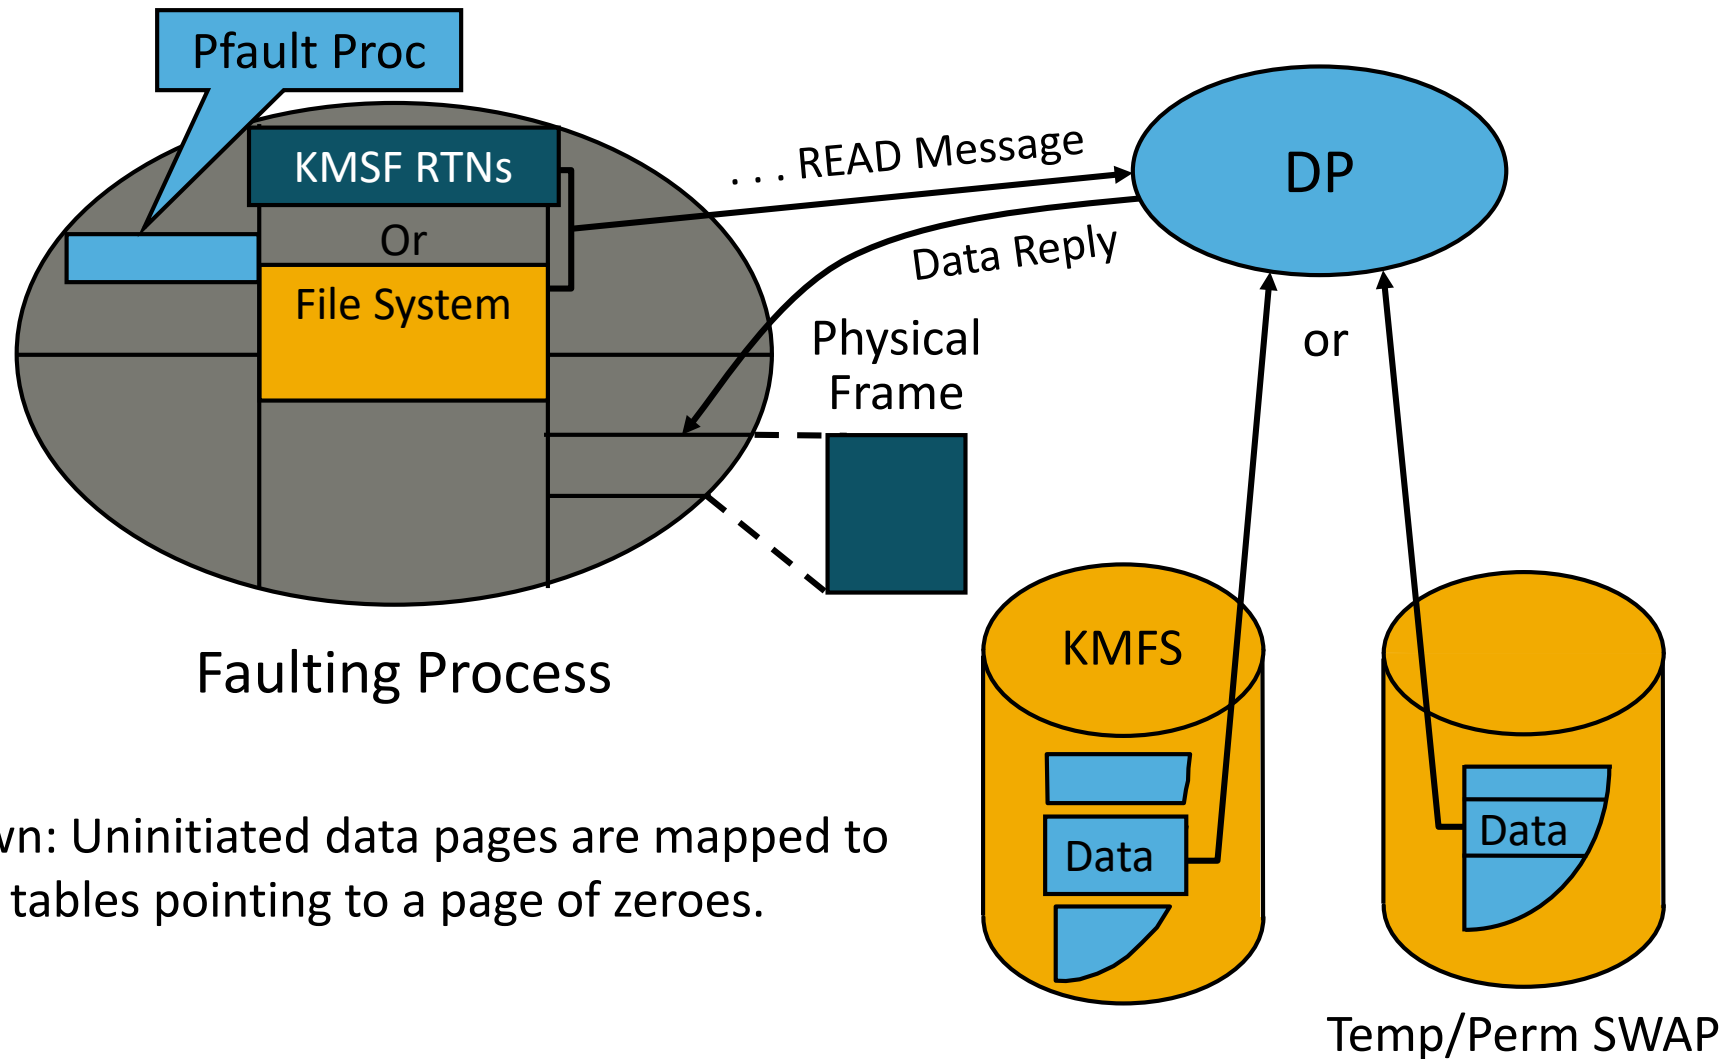 Pfault Proc
KMSF RTNs
Or
File System
. . . READ Message
Data Reply
DP
Physical
Frame
or
Faulting Process
KMFS
Data
Data
wn: Uninitiated data pages are mapped to
tables pointing to a page of zeroes.
Temp/Perm SWAP